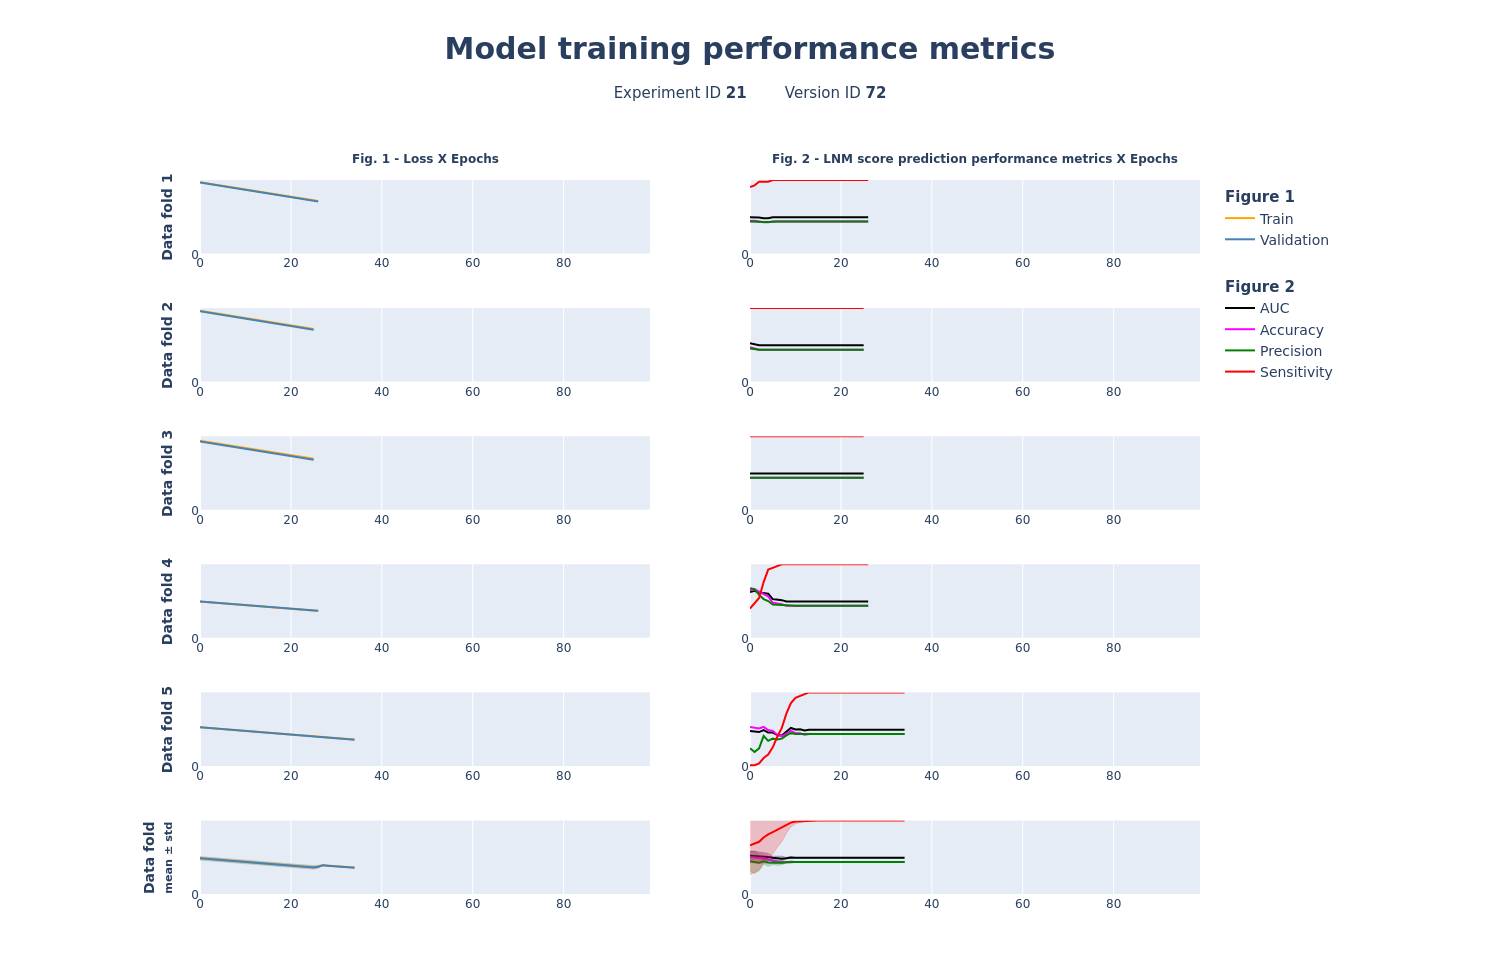 Model training performance metrics
Experiment ID 21 Version ID 72
Fig. 1 - Loss X Epochs
Fig. 2 - LNM score prediction performance metrics X Epochs
Data fold 1
0
0 20 40 60 80
0
0 20 40 60 80
Figure 1
Train
Validation
Figure 2
AUC
Accuracy
Precision
Sensitivity
Data fold 2
0
0 20 40 60 80
0
0 20 40 60 80
Data fold 3
0
0 20 40 60 80
0
0 20 40 60 80
Data fold 4
0
0 20 40 60 80
0
0 20 40 60 80
Data fold 5
0
0 20 40 60 80
0
0 20 40 60 80
Data fold
mean ± std
0
0 20 40 60 80
0
0 20 40 60 80